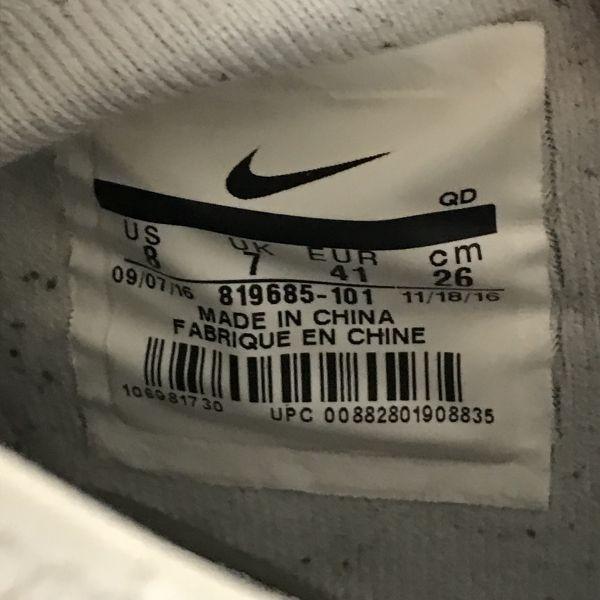 QD
US UK EUR cm
8 7 41 26
09/07/16 819685-101 11/18/16
MADE IN CHINA
FABRIQUE EN CHINE
106981730 UPC 00882801908835